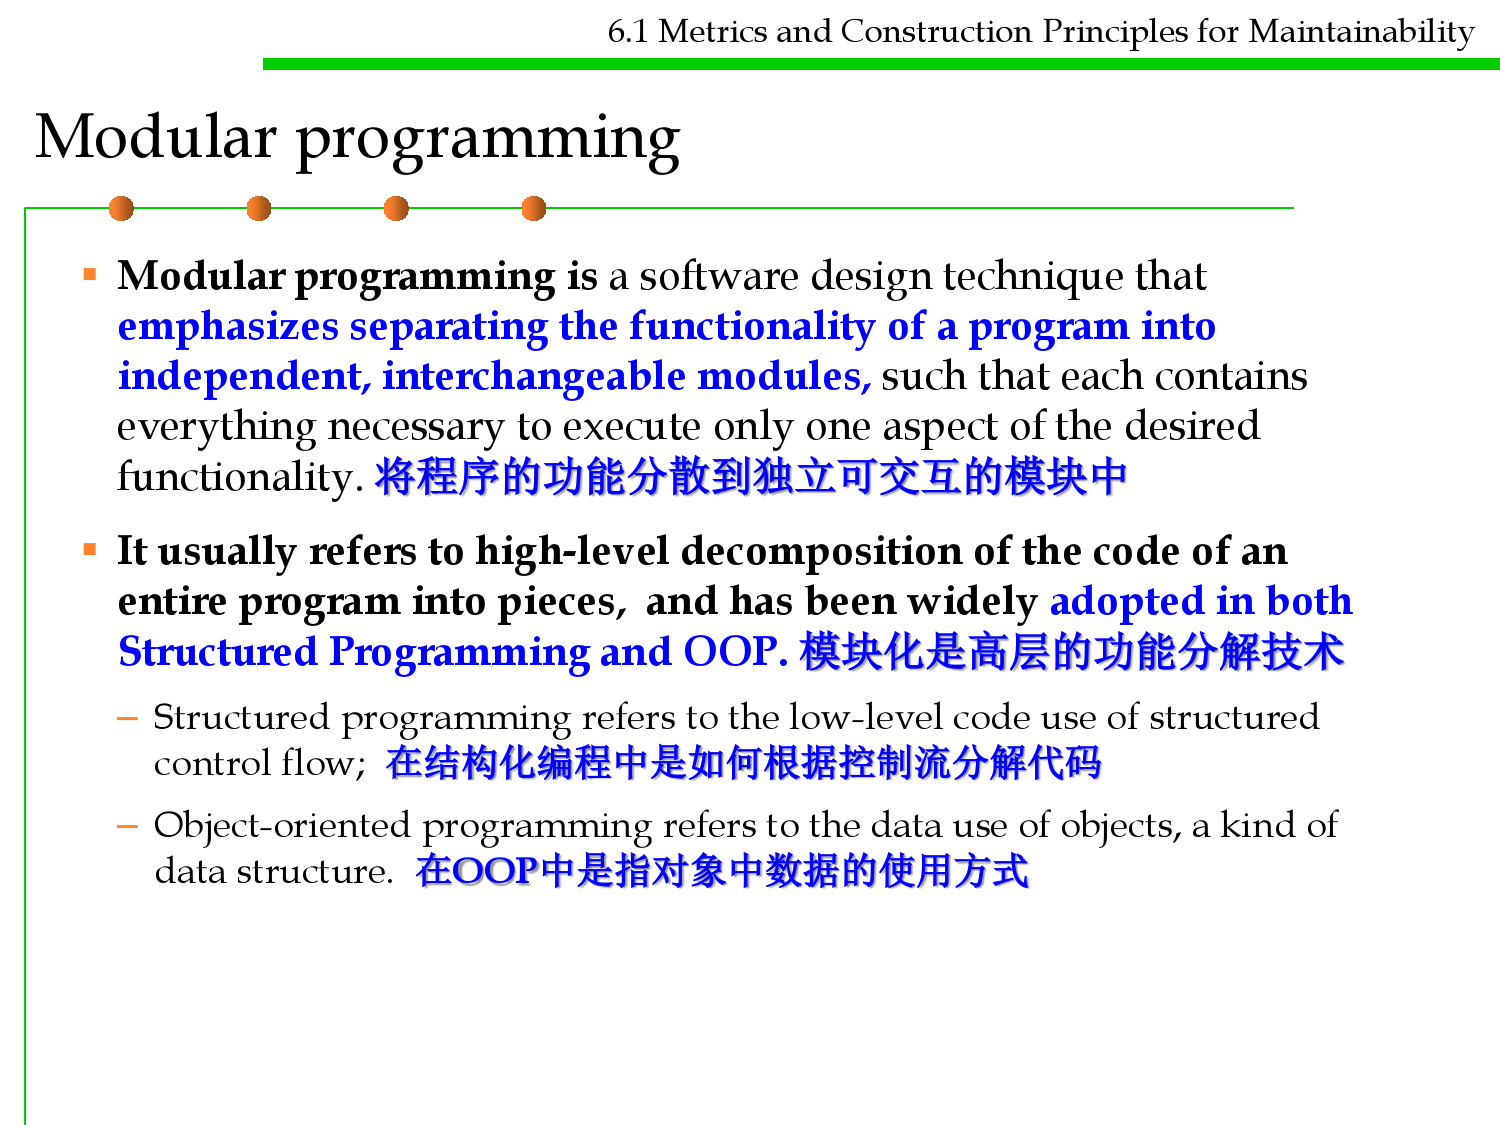 6.1 Metrics and Construction Principles for Maintainability
Modular programming
Modular programming is a software design technique that
emphasizes separating the functionality of a program into
independent, interchangeable modules, such that each contains
everything necessary to execute only one aspect of the desired
functionality. 将程序的功能分散到独立可交互的模块中
It usually refers to high-level decomposition of the code of an
entire program into pieces, and has been widely adopted in both
Structured Programming and OOP. 模块化是高层的功能分解技术
– Structured programming refers to the low-level code use of structured
control flow; 在结构化编程中是如何根据控制流分解代码
– Object-oriented programming refers to the data use of objects, a kind of
data structure. 在OOP中是指对象中数据的使用方式